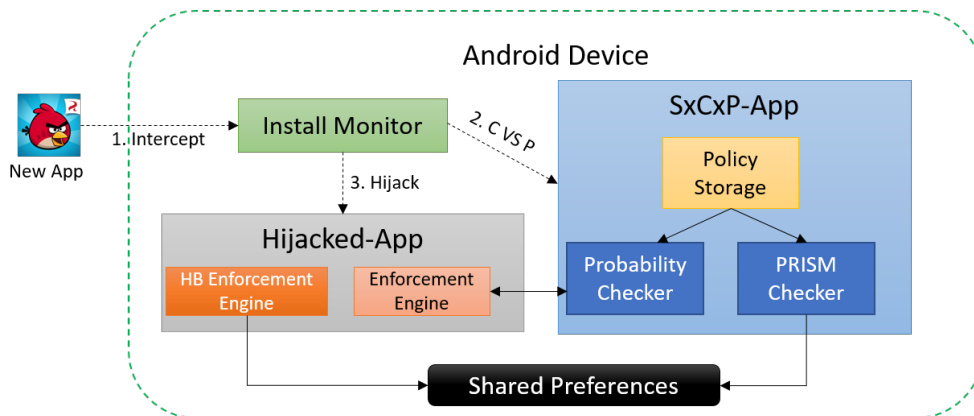 Android Device
SxCxP-App
New App
1. Intercept
Install Monitor
2. C VS P
Policy
Storage
3. Hijack
Hijacked-App
HB Enforcement
Engine
Enforcement
Engine
Probability
Checker
PRISM
Checker
Shared Preferences